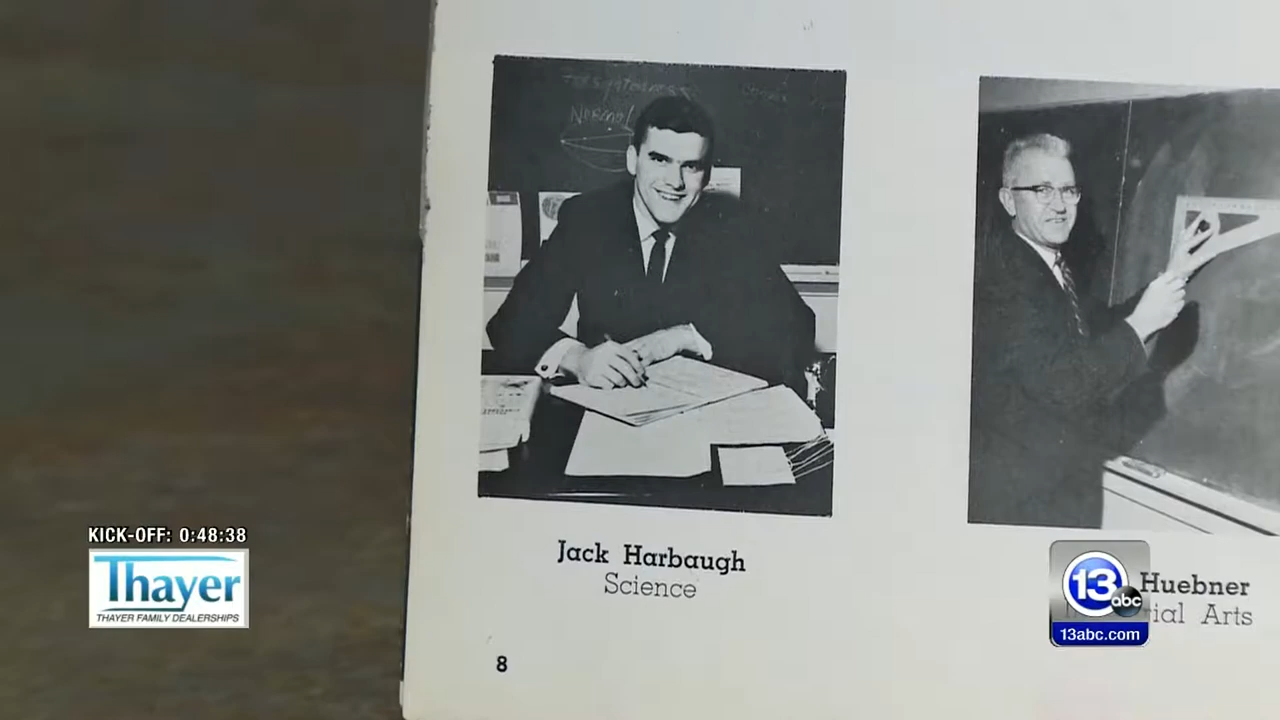 Normal
KICK-OFF: 0:48:38
Thayer
THAYER FAMILY DEALERSHIPS
Jack Harbaugh
Science
Huebner
Arts
13
abc
13abc.com
8